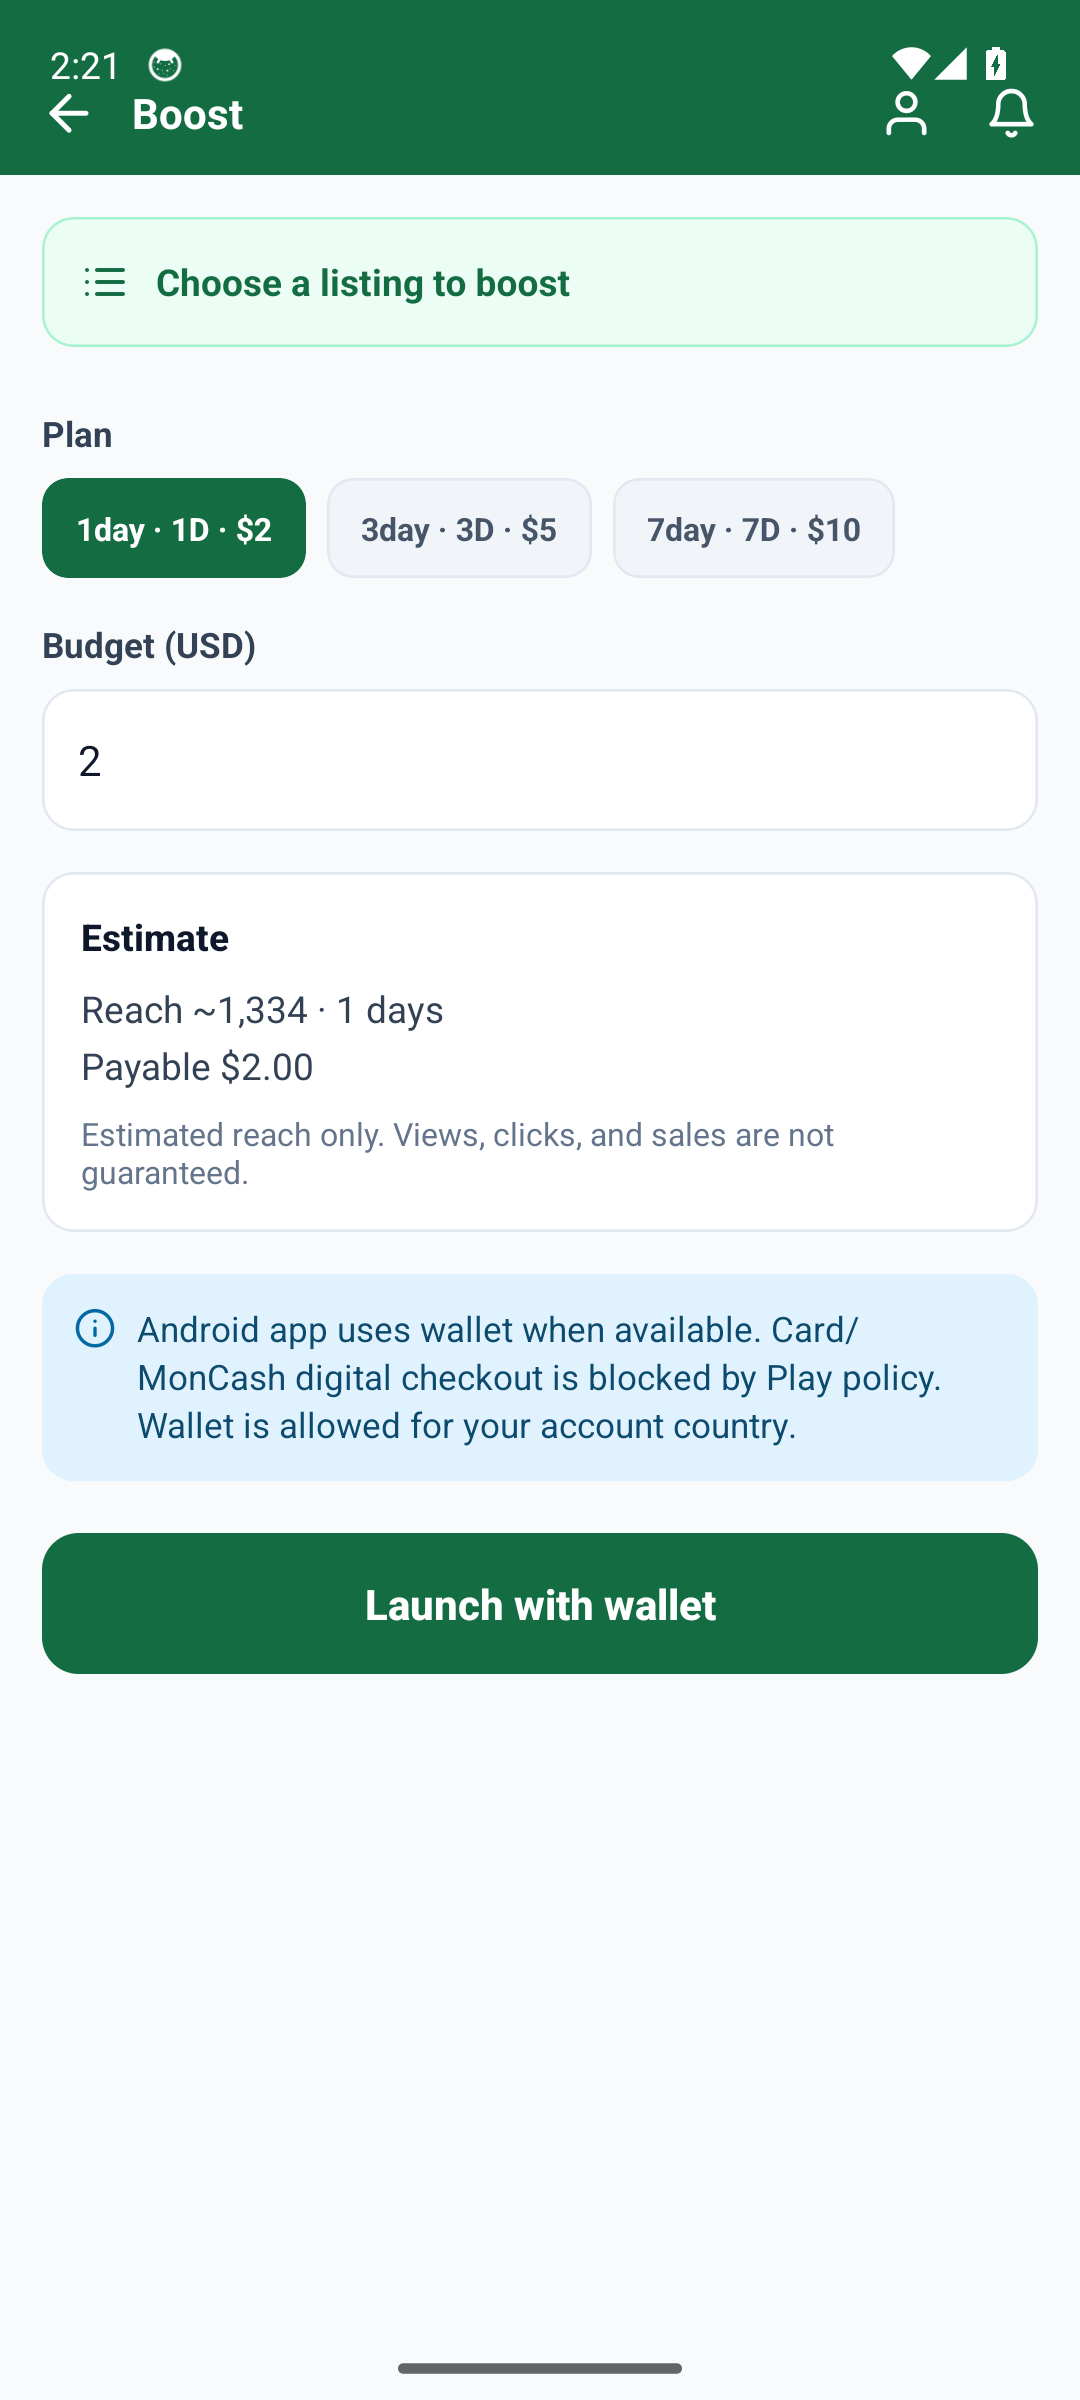 2:21
Boost
Choose a listing to boost
Plan
1day · 1D · $2
3day · 3D · $5
7day · 7D · $10
Budget (USD)
2
Estimate
Reach ~1,334 · 1 days
Payable $2.00
Estimated reach only. Views, clicks, and sales are not
guaranteed.
Android app uses wallet when available. Card/
MonCash digital checkout is blocked by Play policy.
Wallet is allowed for your account country.
Launch with wallet